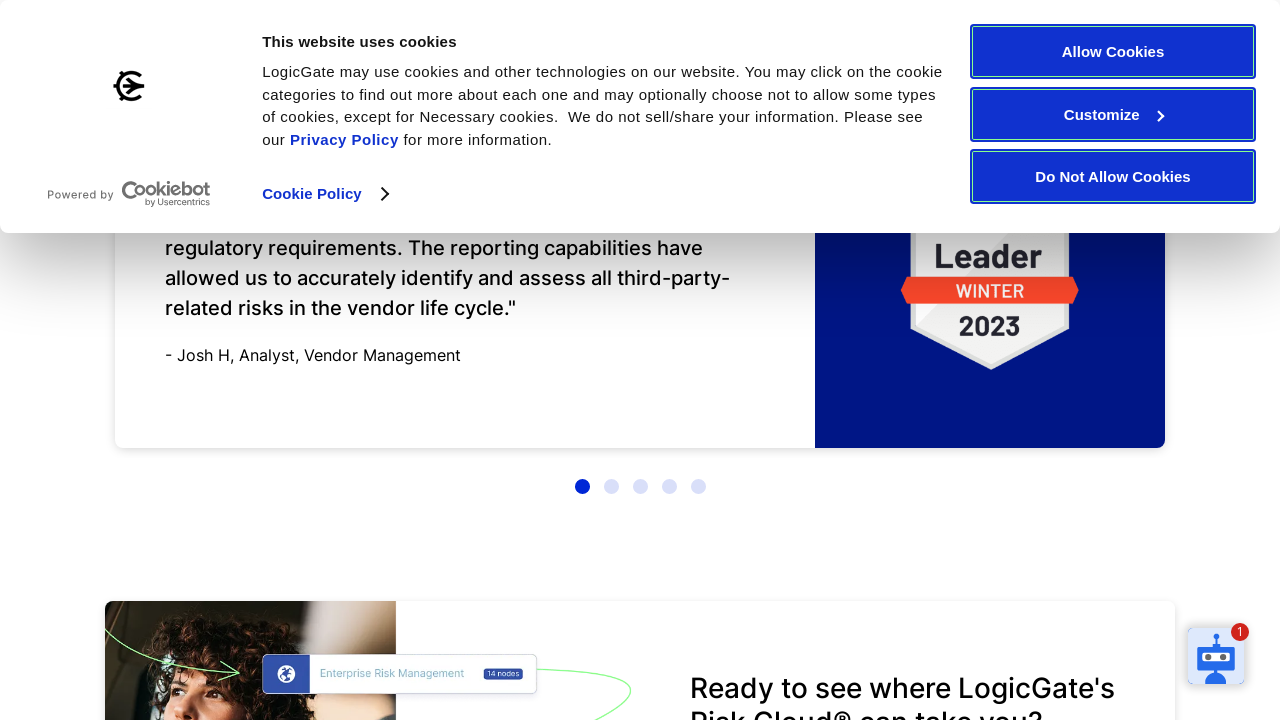 This website uses cookies
LogicGate may use cookies and other technologies on our website. You may click on the cookie
categories to find out more about each one and may optionally choose not to allow some types
of cookies, except for Necessary cookies.  We do not sell/share your information. Please see
our Privacy Policy for more information.
Cookie Policy
Powered by Cookiebot
by Usercentrics
Allow Cookies
Customize
Do Not Allow Cookies
regulatory requirements. The reporting capabilities have
allowed us to accurately identify and assess all third-party-
related risks in the vendor life cycle."
- Josh H, Analyst, Vendor Management
Leader
WINTER
2023
Enterprise Risk Management
14 nodes
Ready to see where LogicGate's
Risk Cloud® can take you?
1